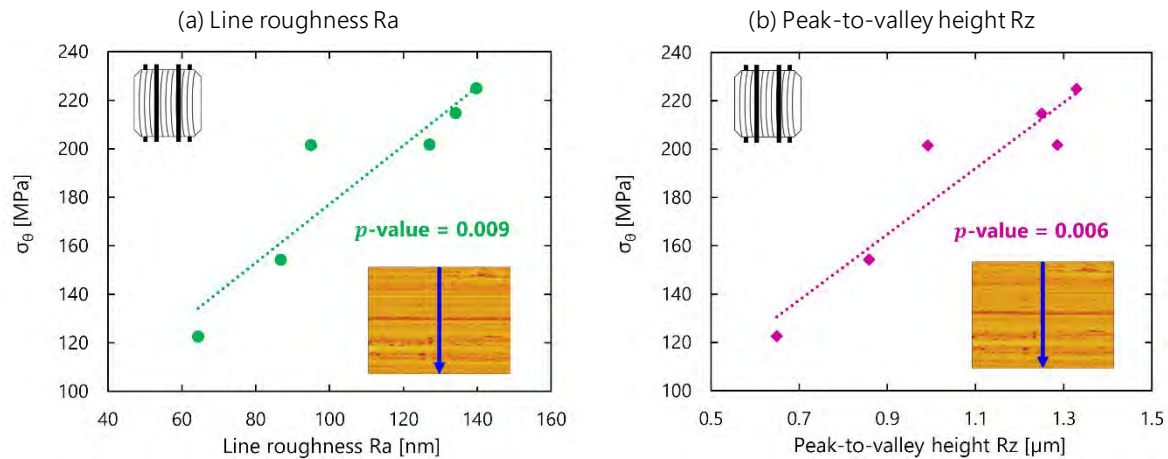 (a) Line roughness Ra
240
220
200
180
160
140
120
100
σθ [MPa]
p-value = 0.009
40 60 80 100 120 140 160
Line roughness Ra [nm]
(b) Peak-to-valley height Rz
240
220
200
180
160
140
120
100
σθ [MPa]
p-value = 0.006
0.5 0.7 0.9 1.1 1.3 1.5
Peak-to-valley height Rz [µm]